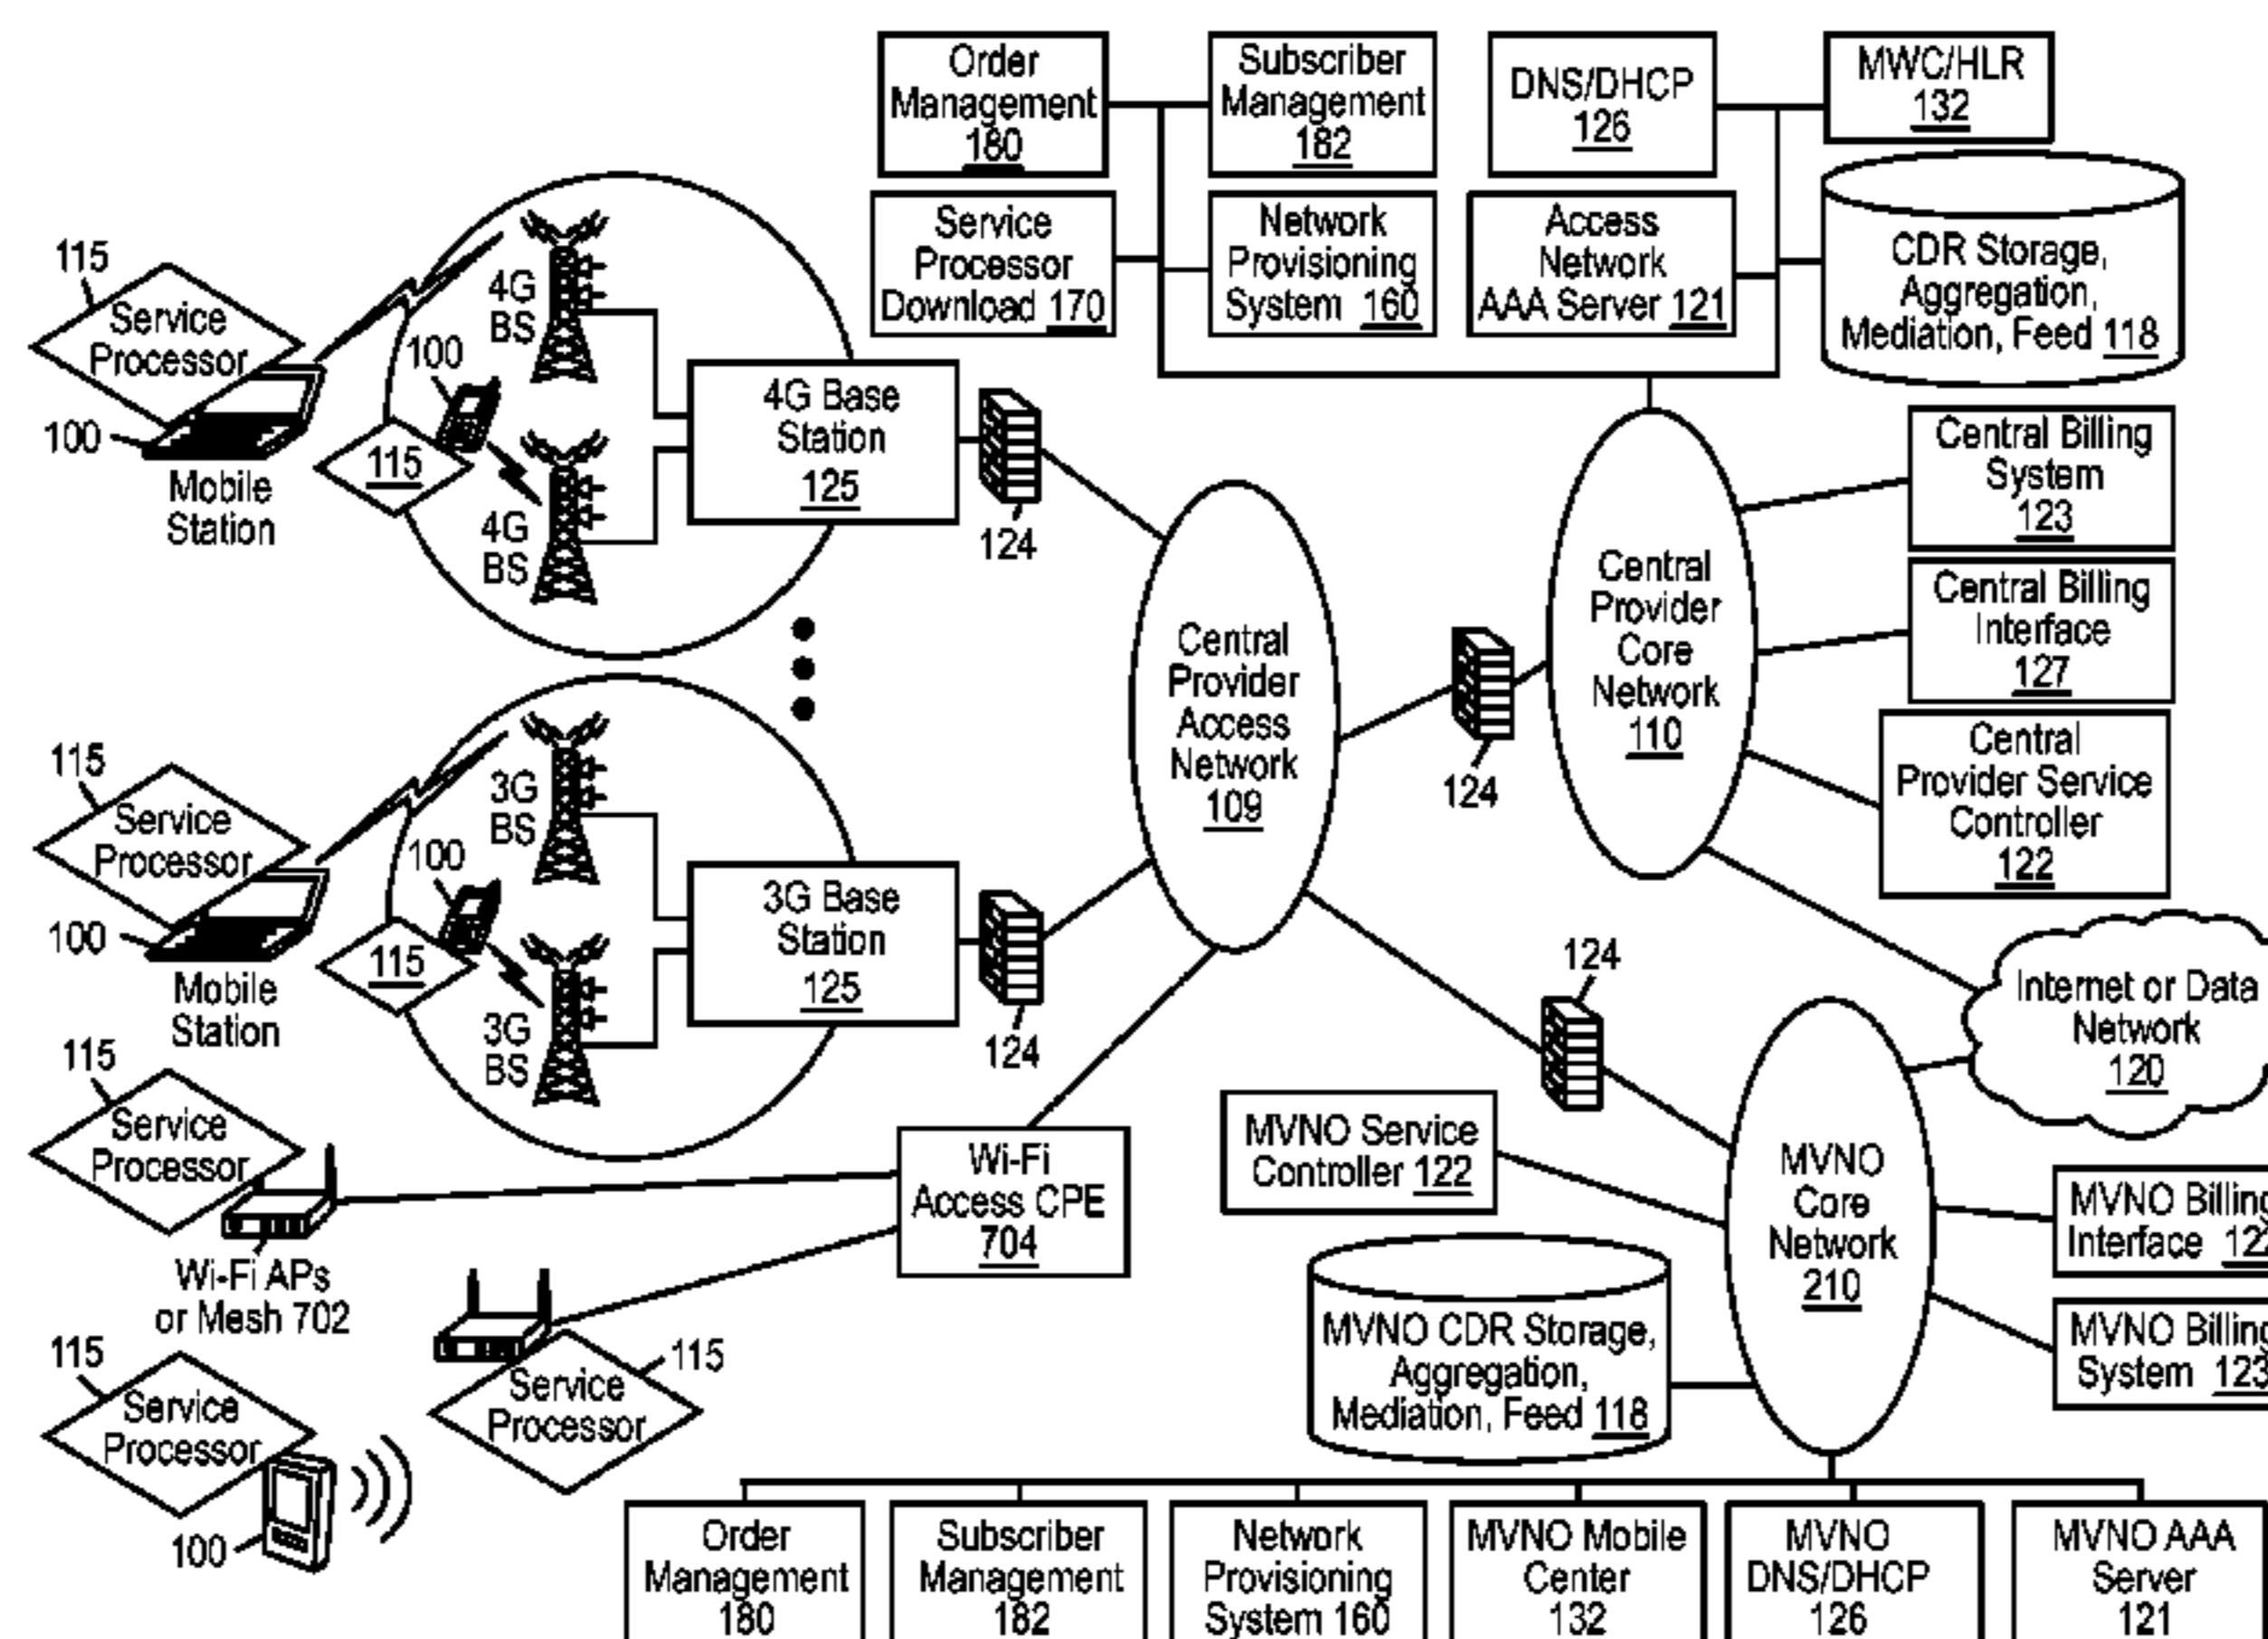 Order
Management
180
Subscriber
Management
182
DNS/DHCP
126
MWC/HLR
132
Service
Processor
Download 170
Network
Provisioning
System 160
Access
Network
AAA Server 121
CDR Storage,
Aggregation,
Mediation, Feed 118
115
Service
Processor
100
Mobile
Station
4G
BS
100
115
4G
BS
4G Base
Station
125
124
Central
Provider
Access
Network
109
124
Central
Provider
Core
Network
110
Central Billing
System
123
Central Billing
Interface
127
Central
Provider Service
Controller
122
115
Service
Processor
100
Mobile
Station
3G
BS
100
115
3G
BS
3G Base
Station
125
124
124
Internet or Data
Network
120
115
Service
Processor
Wi-Fi APs
or Mesh 702
Wi-Fi
Access CPE
704
MVNO Service
Controller 122
MVNO
Core
Network
210
MVNO Billing
Interface 122
MVNO Billing
System 123
MVNO CDR Storage,
Aggregation,
Mediation, Feed 118
115
Service
Processor
115
Service
Processor
100
Order
Management
180
Subscriber
Management
182
Network
Provisioning
System 160
MVNO Mobile
Center
132
MVNO
DNS/DHCP
126
MVNO AAA
Server
121